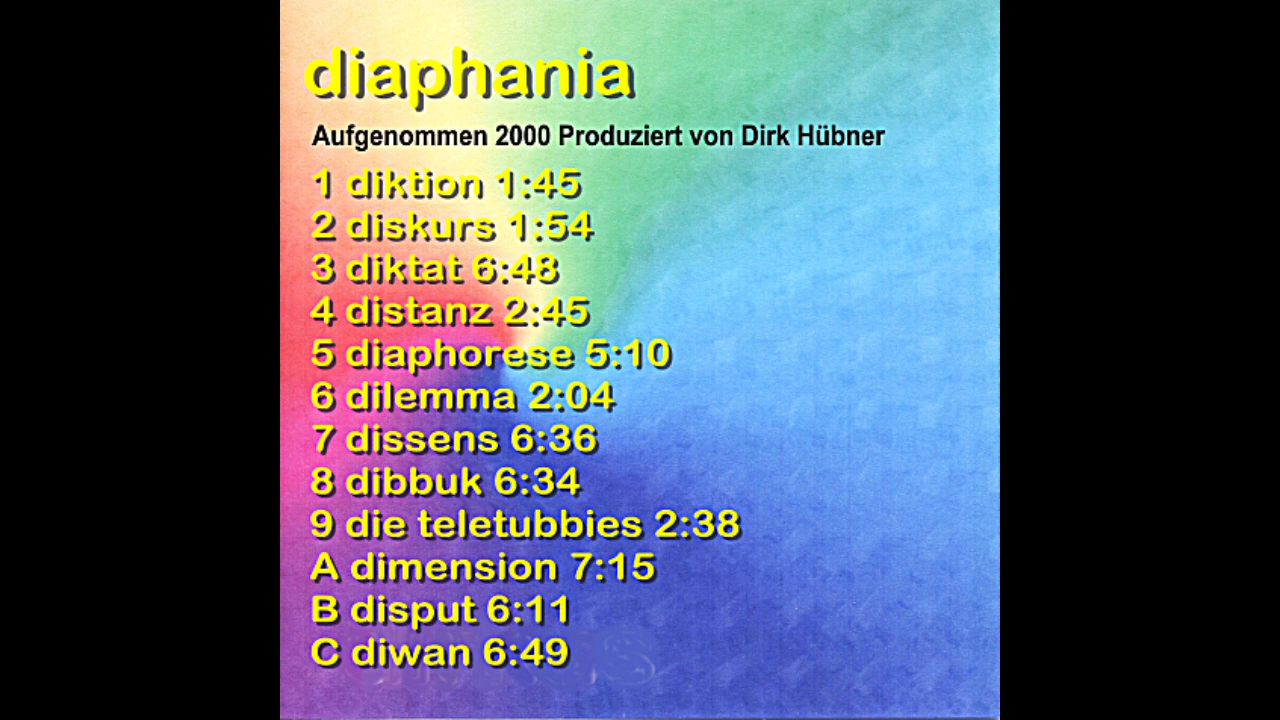 diaphania
Aufgenommen 2000 Produziert von Dirk Hübner
1 diktion 1:45
2 diskurs 1:54
3 diktat 6:48
4 distanz 2:45
5 diaphorese 5:10
6 dilemma 2:04
7 dissens 6:36
8 dibbuk 6:34
9 die teletubbies 2:38
A dimension 7:15
B disput 6:11
C diwan 6:49